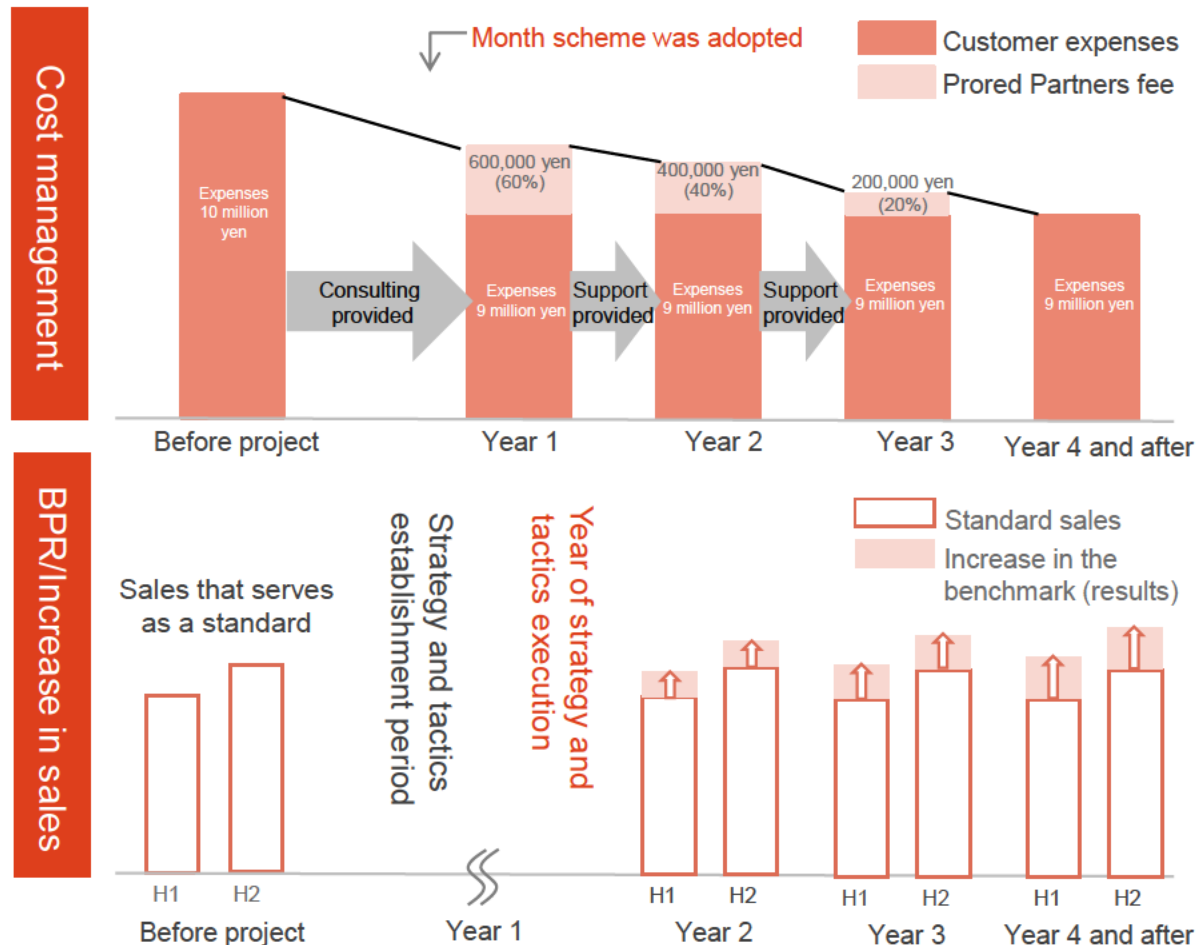 Cost management
Month scheme was adopted
Customer expenses
Prored Partners fee
Expenses
10 million
yen
Consulting
provided
600,000 yen
(60%)
Expenses
9 million yen
Support
provided
400,000 yen
(40%)
Expenses
9 million yen
Support
provided
200,000 yen
(20%)
Expenses
9 million yen
Expenses
9 million yen
Before project
Year 1
Year 2
Year 3
Year 4 and after
BPR/Increase in sales
Sales that serves
as a standard
Strategy and tactics
establishment period
Year of strategy and
tactics execution
Standard sales
Increase in the
benchmark (results)
H1
H2
H1
H2
H1
H2
H1
H2
Before project
Year 1
Year 2
Year 3
Year 4 and after